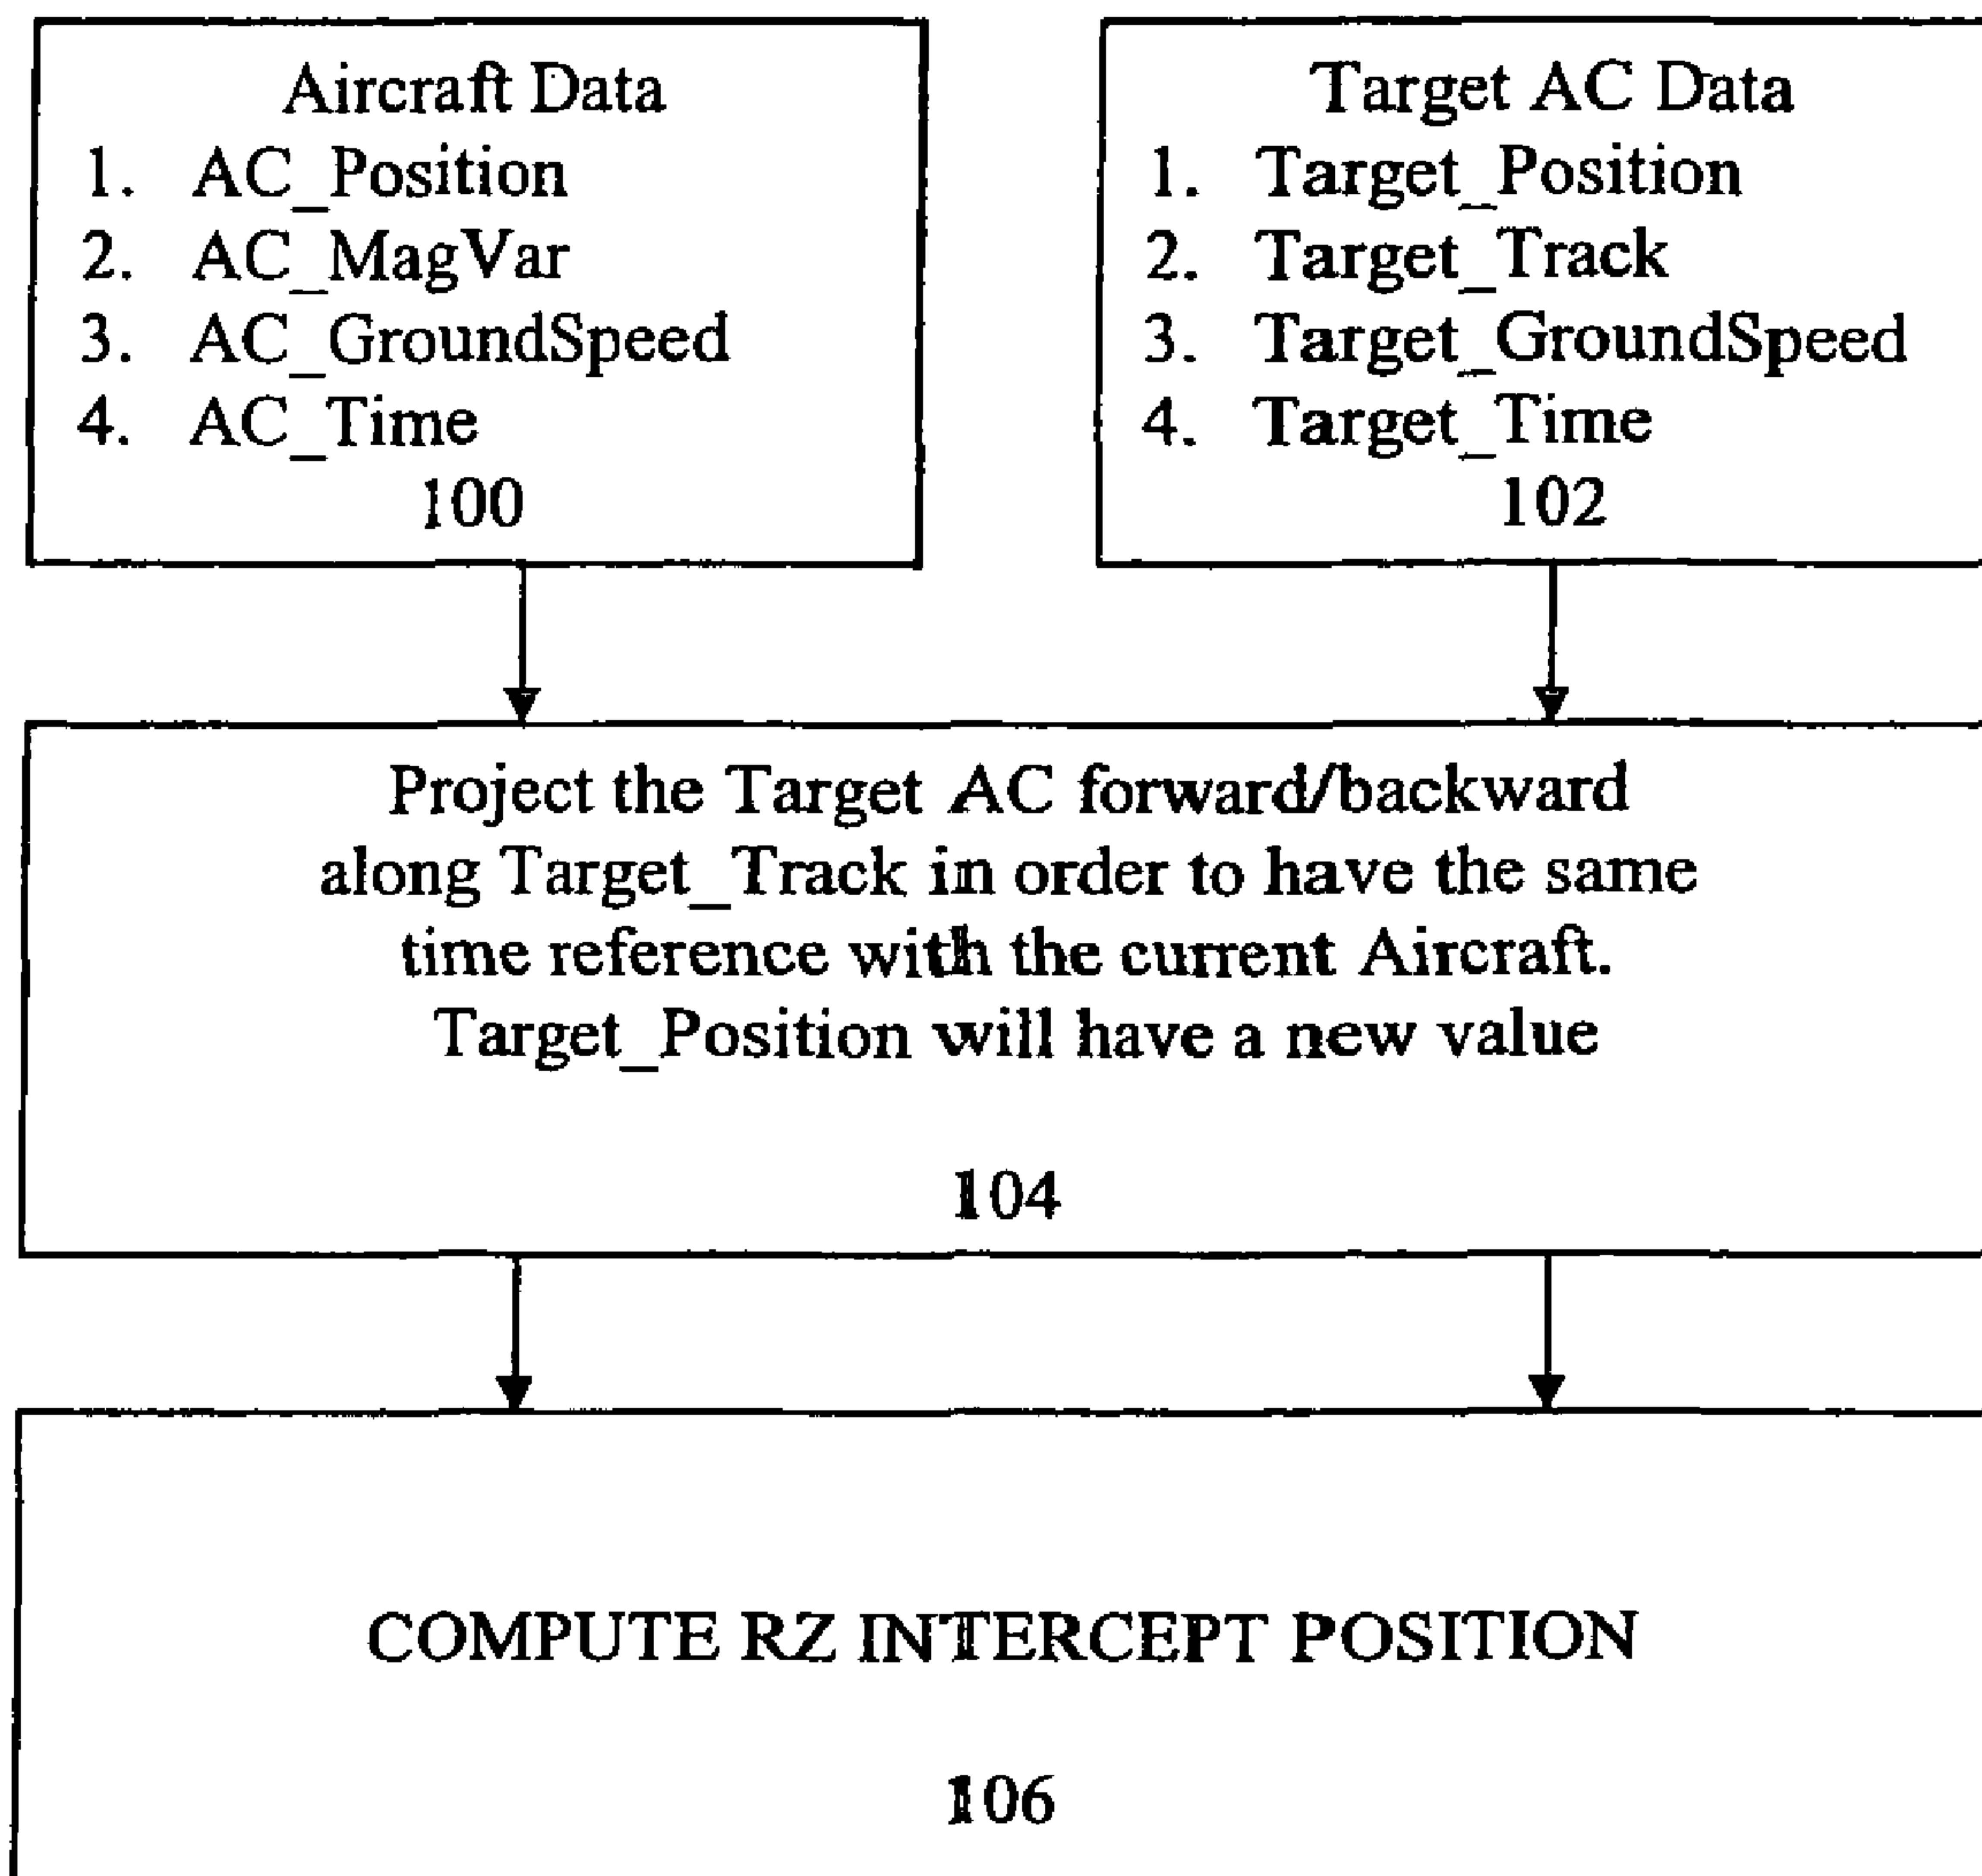 Aircraft Data
1. AC_Position
2. AC_MagVar
3. AC_GroundSpeed
4. AC_Time
100
Target AC Data
1. Target_Position
2. Target_Track
3. Target_GroundSpeed
4. Target_Time
102
Project the Target AC forward/backward
along Target_Track in order to have the same
time reference with the current Aircraft.
Target_Position will have a new value
104
COMPUTE RZ INTERCEPT POSITION
106